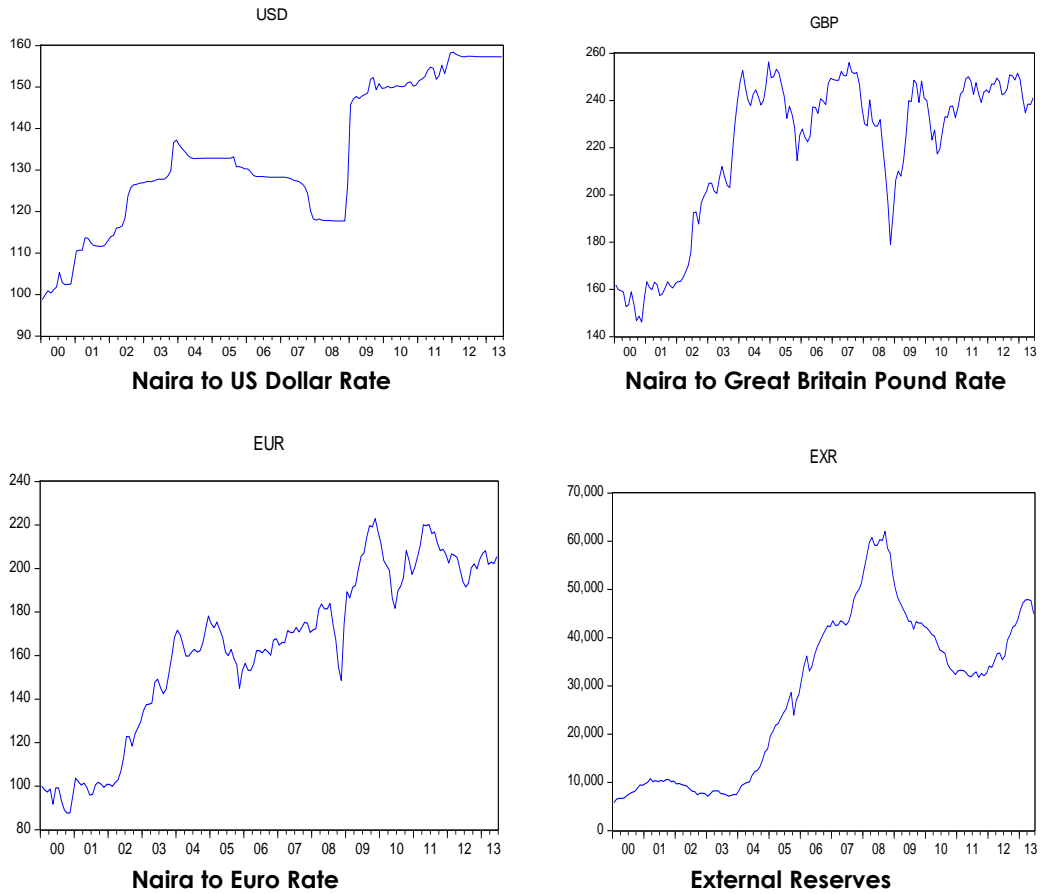 USD
160
150
140
130
120
110
100
90
00 01 02 03 04 05 06 07 08 09 10 11 12 13
Naira to US Dollar Rate
GBP
260
240
220
200
180
160
140
00 01 02 03 04 05 06 07 08 09 10 11 12 13
Naira to Great Britain Pound Rate
EUR
240
220
200
180
160
140
120
100
80
00 01 02 03 04 05 06 07 08 09 10 11 12 13
Naira to Euro Rate
EXR
70,000
60,000
50,000
40,000
30,000
20,000
10,000
0
00 01 02 03 04 05 06 07 08 09 10 11 12 13
External Reserves